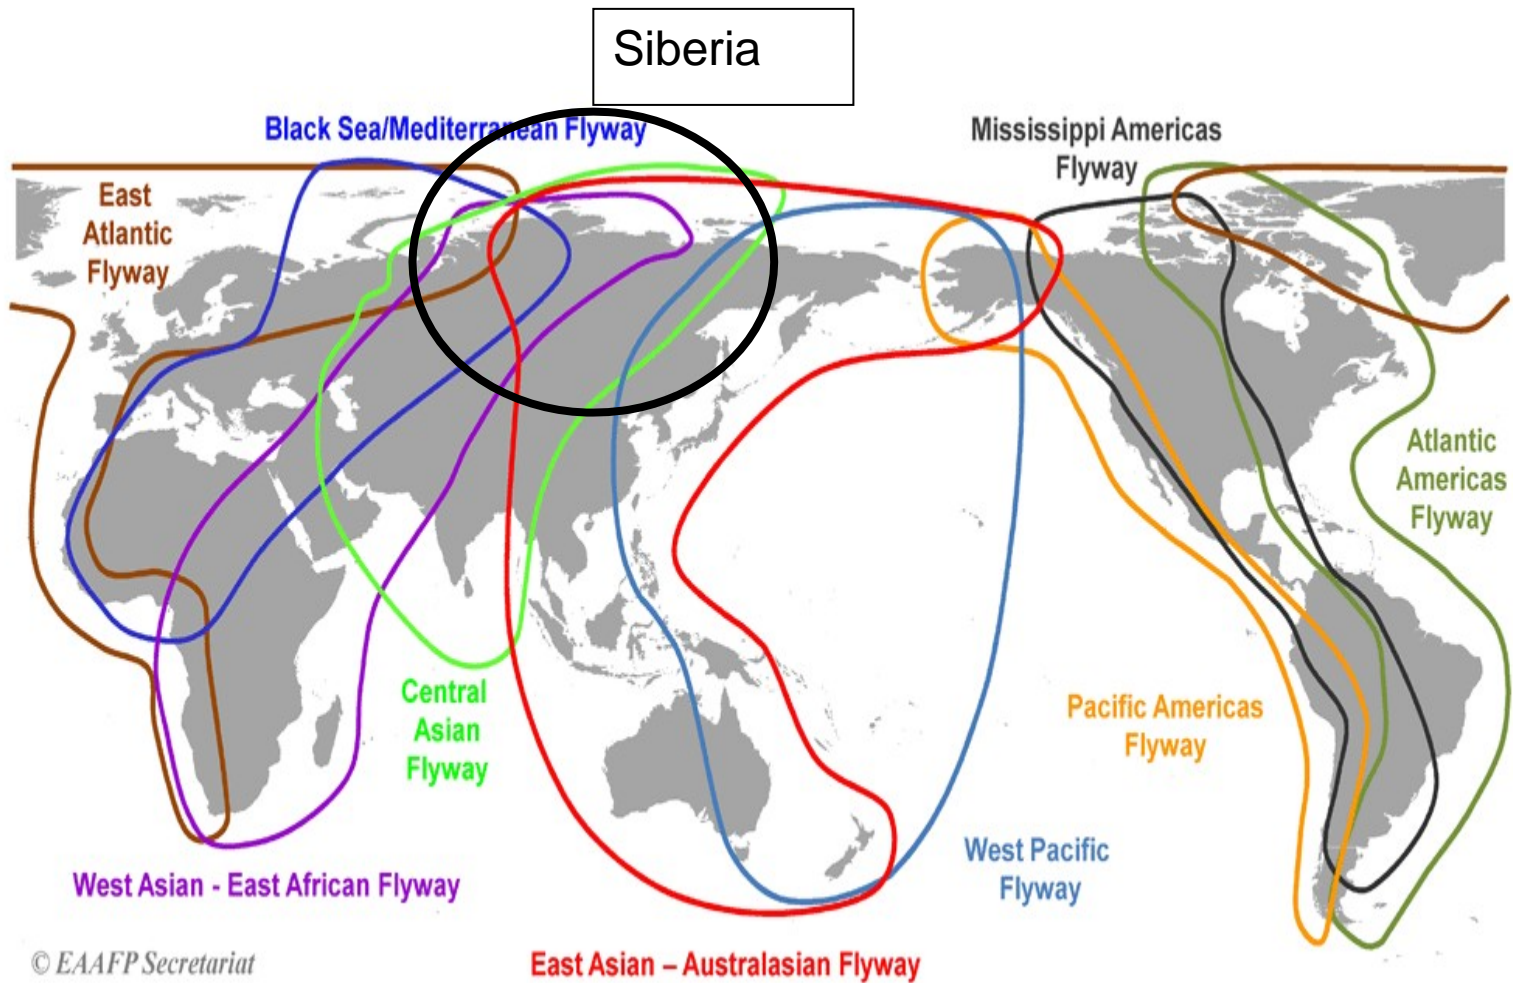 Siberia
Black Sea/Mediterranean Flyway
Mississippi Americas
Flyway
East
Atlantic
Flyway
Atlantic
Americas
Flyway
Central
Asian
Flyway
Pacific Americas
Flyway
West Pacific
Flyway
West Asian - East African Flyway
© EAAFP Secretariat
East Asian – Australasian Flyway